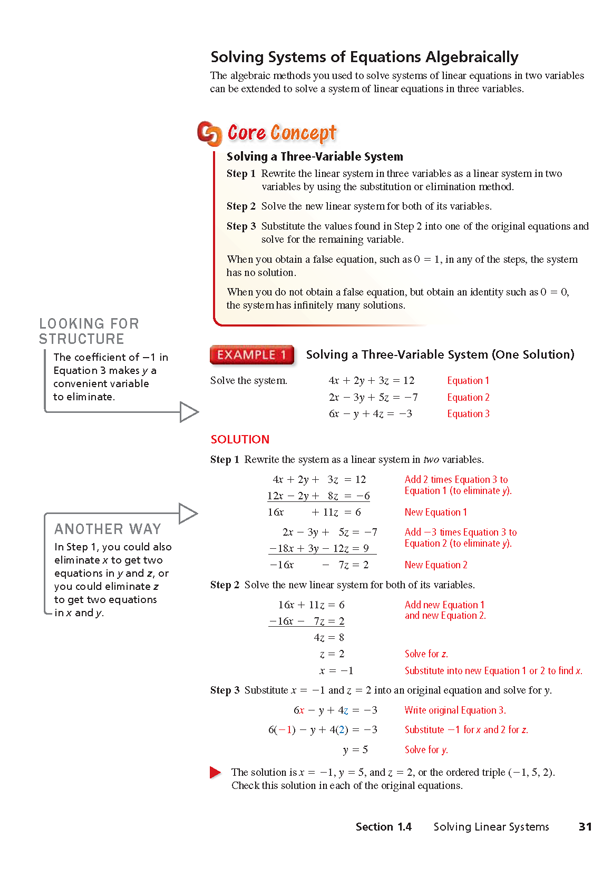 Solving Systems of Equations Algebraically
The algebraic methods you used to solve systems of linear equations in two variables
can be extended to solve a system of linear equations in three variables.
Core Concept
Solving a Three-Variable System
Step 1 Rewrite the linear system in three variables as a linear system in two
variables by using the substitution or elimination method.
Step 2 Solve the new linear system for both of its variables.
Step 3 Substitute the values found in Step 2 into one of the original equations and
solve for the remaining variable.
When you obtain a false equation, such as 0 = 1, in any of the steps, the system
has no solution.
When you do not obtain a false equation, but obtain an identity such as 0 = 0,
the system has infinitely many solutions.
LOOKING FOR
STRUCTURE
The coefficient of −1 in
Equation 3 makes y a
convenient variable
to eliminate.
EXAMPLE 1 Solving a Three-Variable System (One Solution)
Solve the system. 4x + 2y + 3z = 12 Equation 1
2x − 3y + 5z = −7 Equation 2
6x − y + 4z = −3 Equation 3
SOLUTION
Step 1 Rewrite the system as a linear system in two variables.
4x + 2y + 3z = 12 Add 2 times Equation 3 to
12x − 2y + 8z = −6 Equation 1 (to eliminate y).
16x + 11z = 6 New Equation 1
2x − 3y + 5z = −7 Add −3 times Equation 3 to
−18x + 3y − 12z = 9 Equation 2 (to eliminate y).
−16x − 7z = 2 New Equation 2
ANOTHER WAY
In Step 1, you could also
eliminate x to get two
equations in y and z, or
you could eliminate z
to get two equations
in x and y.
Step 2 Solve the new linear system for both of its variables.
16x + 11z = 6 Add new Equation 1
−16x − 7z = 2 and new Equation 2.
4z = 8
z = 2 Solve for z.
x = −1 Substitute into new Equation 1 or 2 to find x.
Step 3 Substitute x = −1 and z = 2 into an original equation and solve for y.
6x − y + 4z = −3 Write original Equation 3.
6(−1) − y + 4(2) = −3 Substitute −1 for x and 2 for z.
y = 5 Solve for y.
The solution is x = −1, y = 5, and z = 2, or the ordered triple (−1, 5, 2).
Check this solution in each of the original equations.
Section 1.4 Solving Linear Systems 31